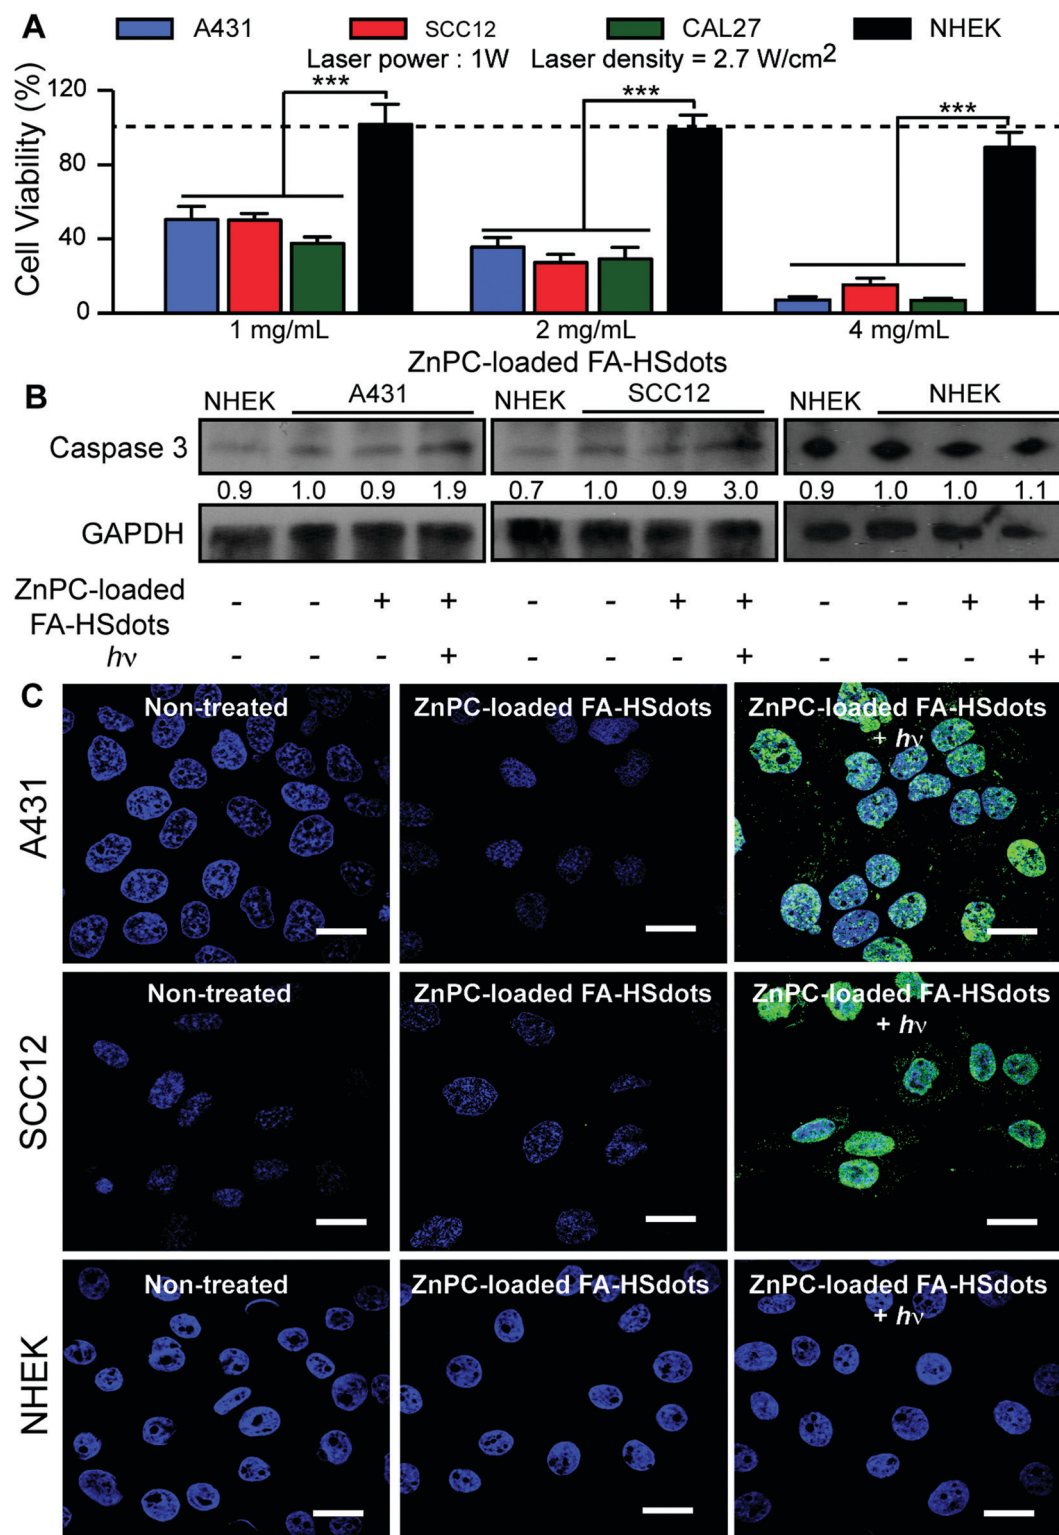 A
A431 SCC12 CAL27 NHEK
Laser power : 1W Laser density = 2.7 W/cm²
Cell Viability (%)
120
80
40
0
*** *** ***
1 mg/mL 2 mg/mL 4 mg/mL
ZnPC-loaded FA-HSdots
B
NHEK A431 NHEK SCC12 NHEK NHEK
Caspase 3
0.9 1.0 0.9 1.9 0.7 1.0 0.9 3.0 0.9 1.0 1.0 1.1
GAPDH
ZnPC-loaded
FA-HSdots
- - + + - - + + - - + +
hν - - - + - - - + - - - +
C
A431
Non-treated ZnPC-loaded FA-HSdots ZnPC-loaded FA-HSdots
+ hν
SCC12
Non-treated ZnPC-loaded FA-HSdots ZnPC-loaded FA-HSdots
+ hν
NHEK
Non-treated ZnPC-loaded FA-HSdots ZnPC-loaded FA-HSdots
+ hν